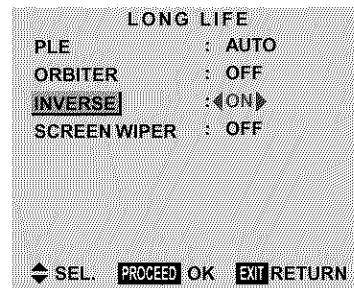 LONG LIFE
PLE : AUTO
ORBITER : OFF
INVERSE : ◀ON▶
SCREEN WIPER : OFF
SEL. PROCEED OK EXIT RETURN